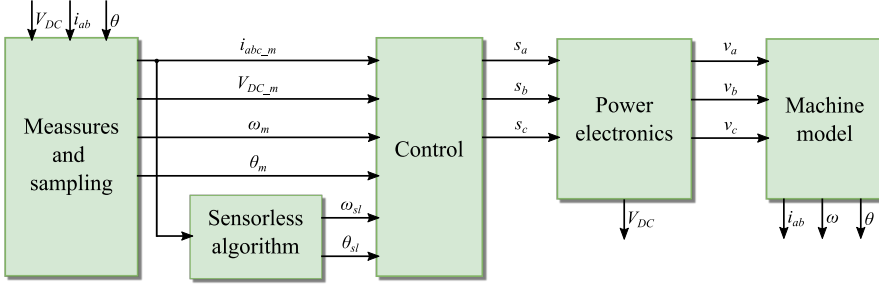 V_DC i_ab θ
Meassures
and
sampling
i_abc_m
V_DC_m
ω_m
θ_m
Sensorless
algorithm
ω_sl
θ_sl
Control
s_a
s_b
s_c
Power
electronics
V_DC
v_a
v_b
v_c
Machine
model
i_ab ω θ